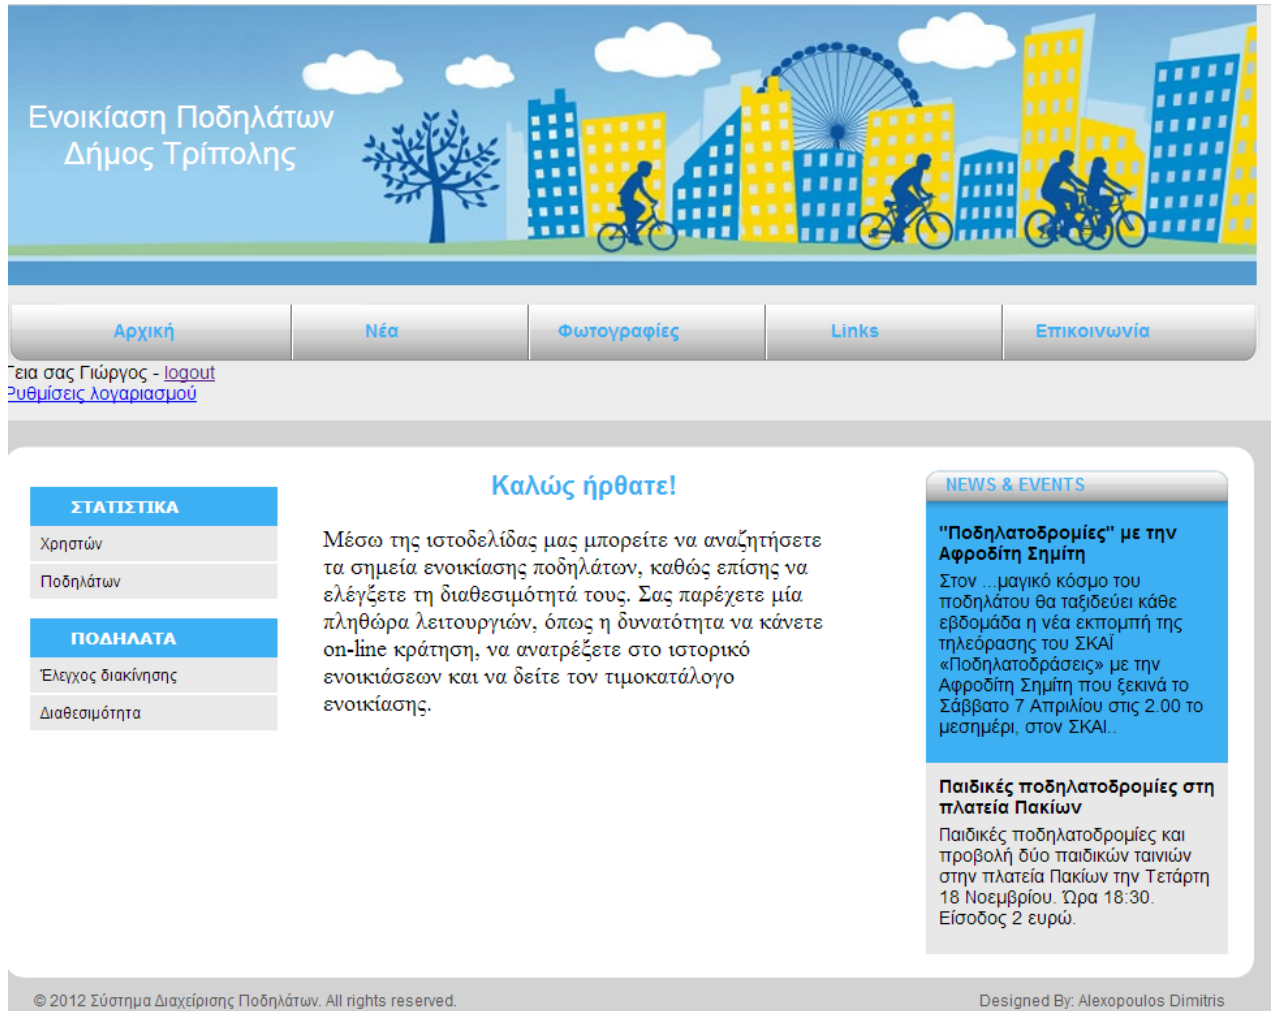 Ενοικίαση Ποδηλάτων
Δήμος Τρίπολης
Αρχική
Νέα
Φωτογραφίες
Links
Επικοινωνία
Γεια σας Γιώργος - logout
Ρυθμίσεις λογαριασμού
ΣΤΑΤΙΣΤΙΚΑ
Χρηστών
Ποδηλάτων
ΠΟΔΗΛΑΤΑ
Έλεγχος διακίνησης
Διαθεσιμότητα
Καλώς ήρθατε!
Μέσω της ιστοδελίδας μας μπορείτε να αναζητήσετε
τα σημεία ενοικίασης ποδηλάτων, καθώς επίσης να
ελέγξετε τη διαθεσιμότητά τους. Σας παρέχετε μία
πληθώρα λειτουργιών, όπως η δυνατότητα να κάνετε
on-line κράτηση, να ανατρέξετε στο ιστορικό
ενοικιάσεων και να δείτε τον τιμοκατάλογο
ενοικίασης.
NEWS & EVENTS
"Ποδηλατοδρομίες" με την
Αφροδίτη Σημίτη
Στον ...μαγικό κόσμο του
ποδηλάτου θα ταξιδεύει κάθε
εβδομάδα η νέα εκπομπή της
τηλεόρασης του ΣΚΑΪ
«Ποδηλατοδράσεις» με την
Αφροδίτη Σημίτη που ξεκινά το
Σάββατο 7 Απριλίου στις 2.00 το
μεσημέρι, στον ΣΚΑΙ..
Παιδικές ποδηλατοδρομίες στη
πλατεία Πακίων
Παιδικές ποδηλατοδρομίες και
προβολή δύο παιδικών ταινιών
στην πλατεία Πακίων την Τετάρτη
18 Νοεμβρίου. Ώρα 18:30.
Είσοδος 2 ευρώ.
© 2012 Σύστημα Διαχείρισης Ποδηλάτων. All rights reserved.
Designed By: Alexopoulos Dimitris